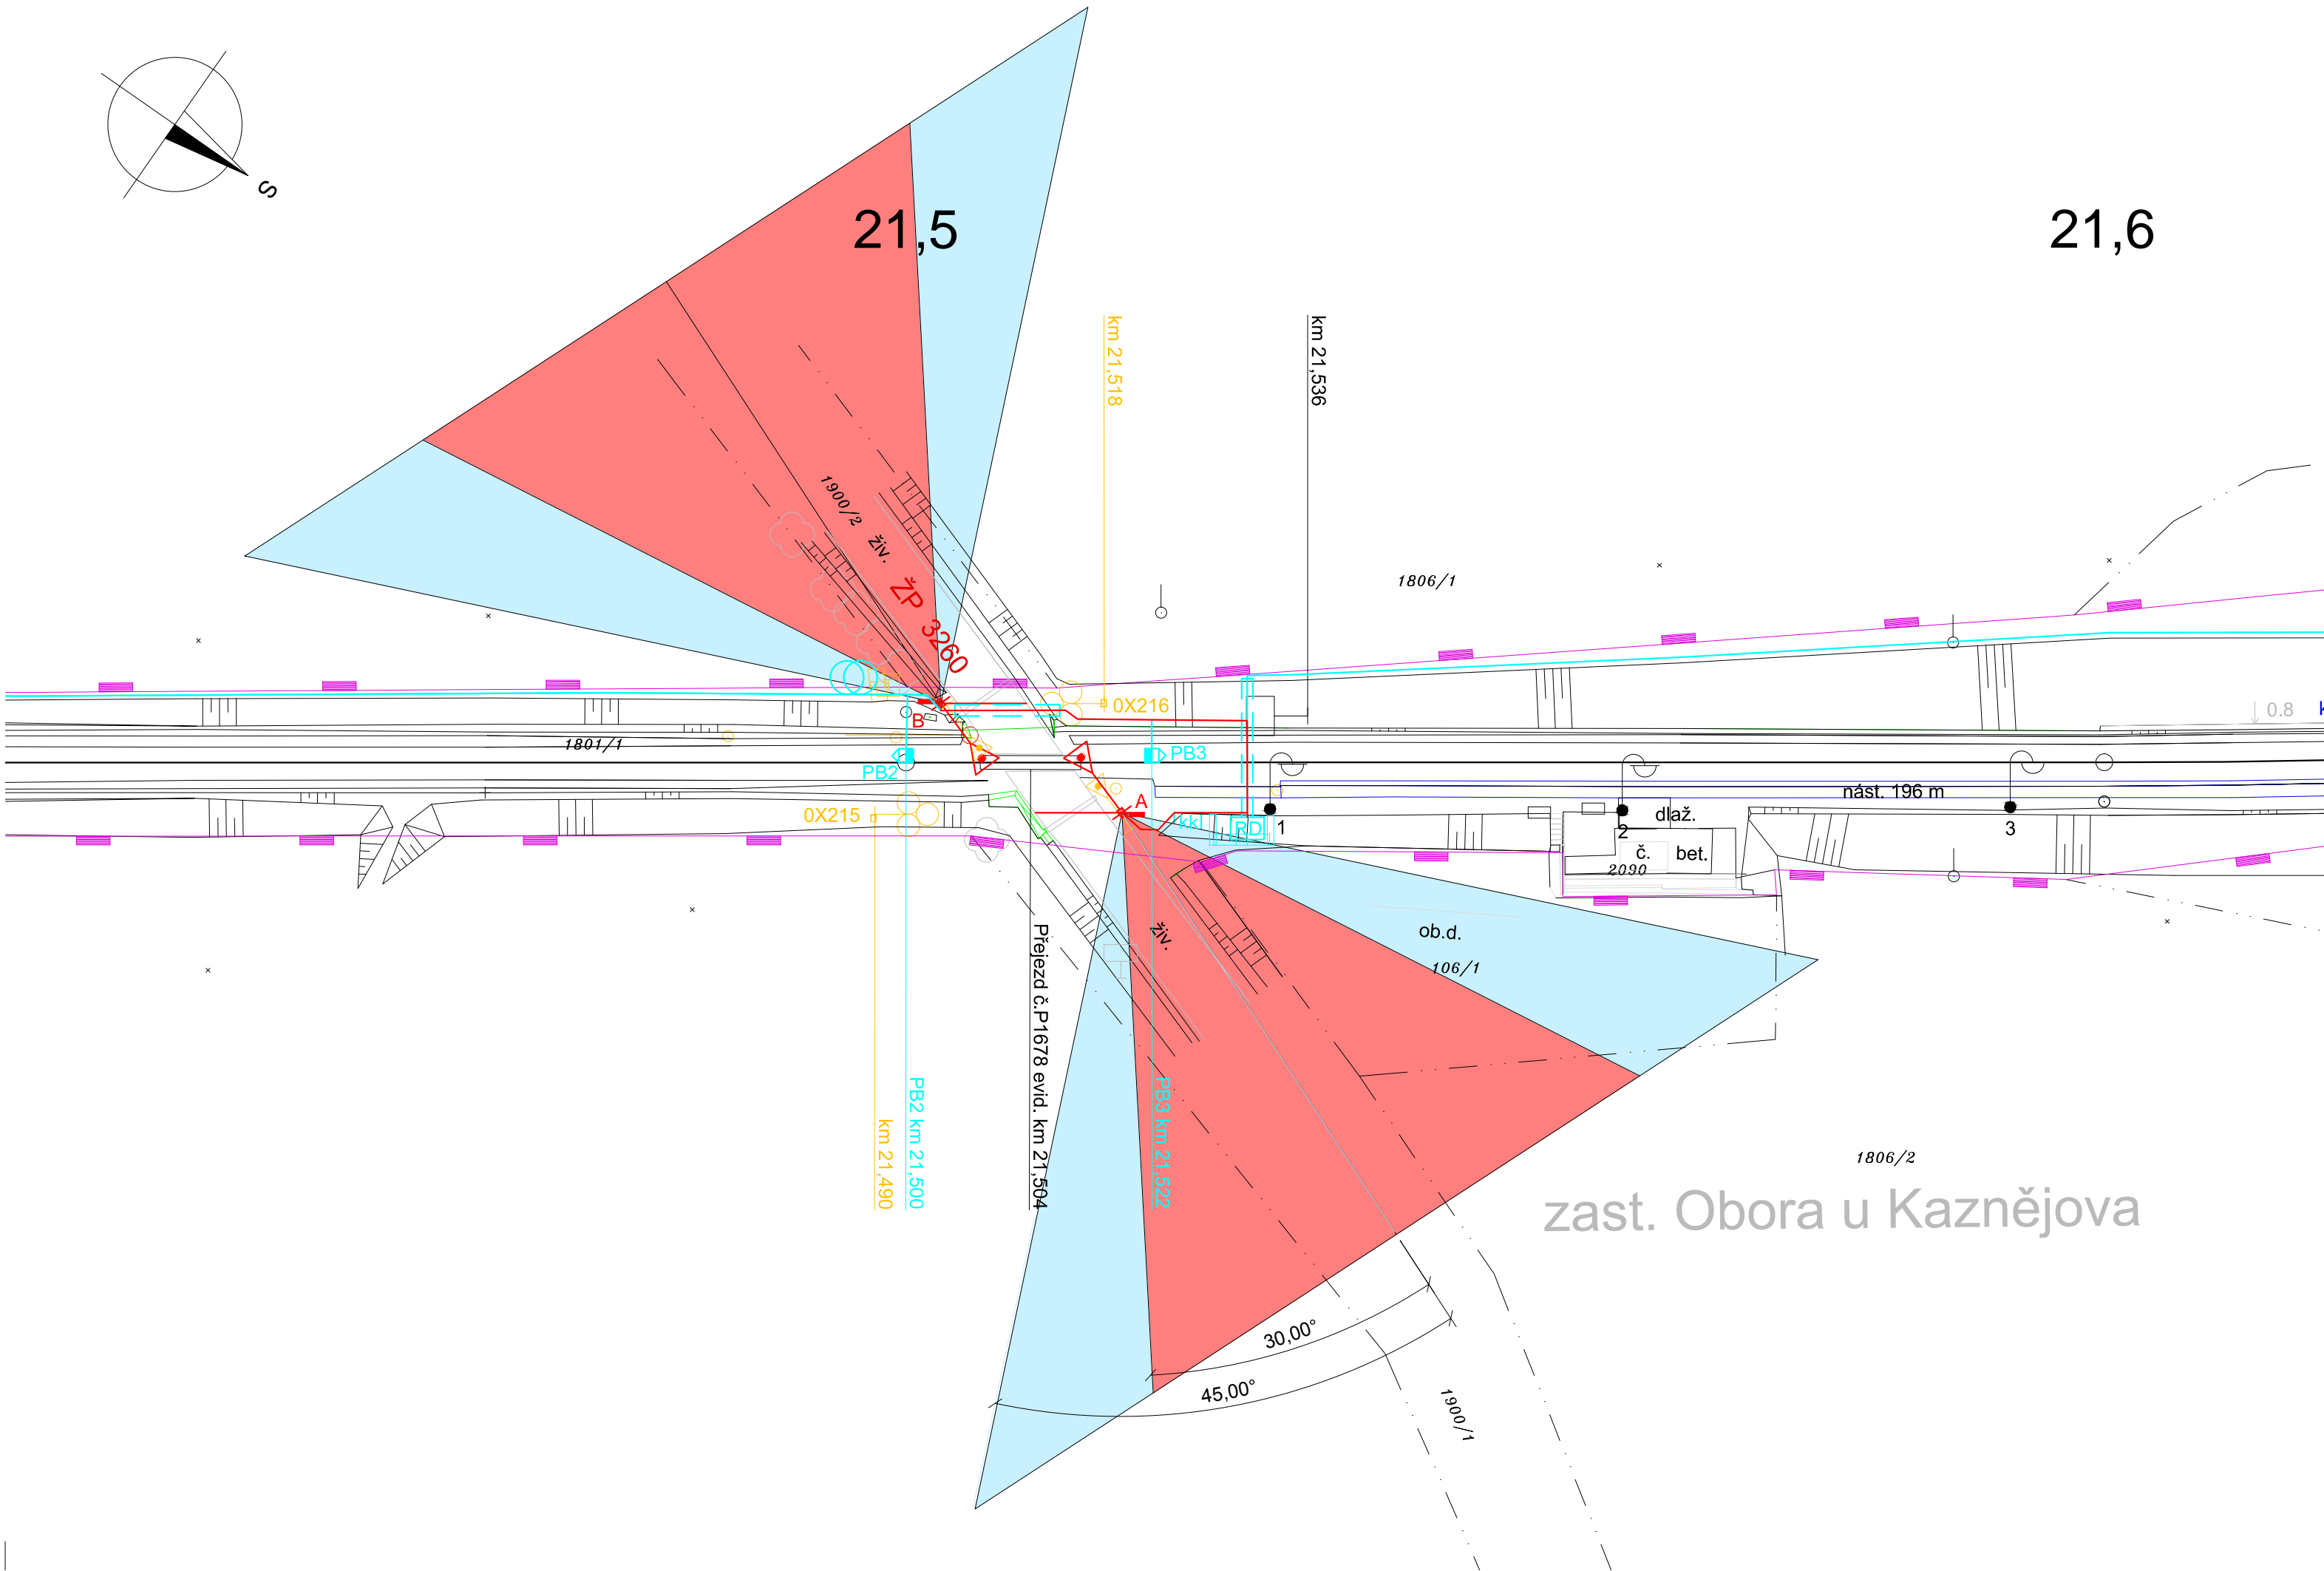 S
21,5
21,6
km 21,518
km 21,536
1900/2
živ.
ŽP 3260
1806/1
B
0X216
0.8
k
1801/1
PB2
PB3
A
0X215
kkl
RD
1
2
3
nást. 196 m
dlaž.
č. bet.
2090
živ.
ob.d.
106/1
km 21,490
PB2 km 21,500
Přejezd č.P1678 evid. km 21,504
PB3 km 21,522
1806/2
zast. Obora u Kaznějova
30,00°
45,00°
1900/1